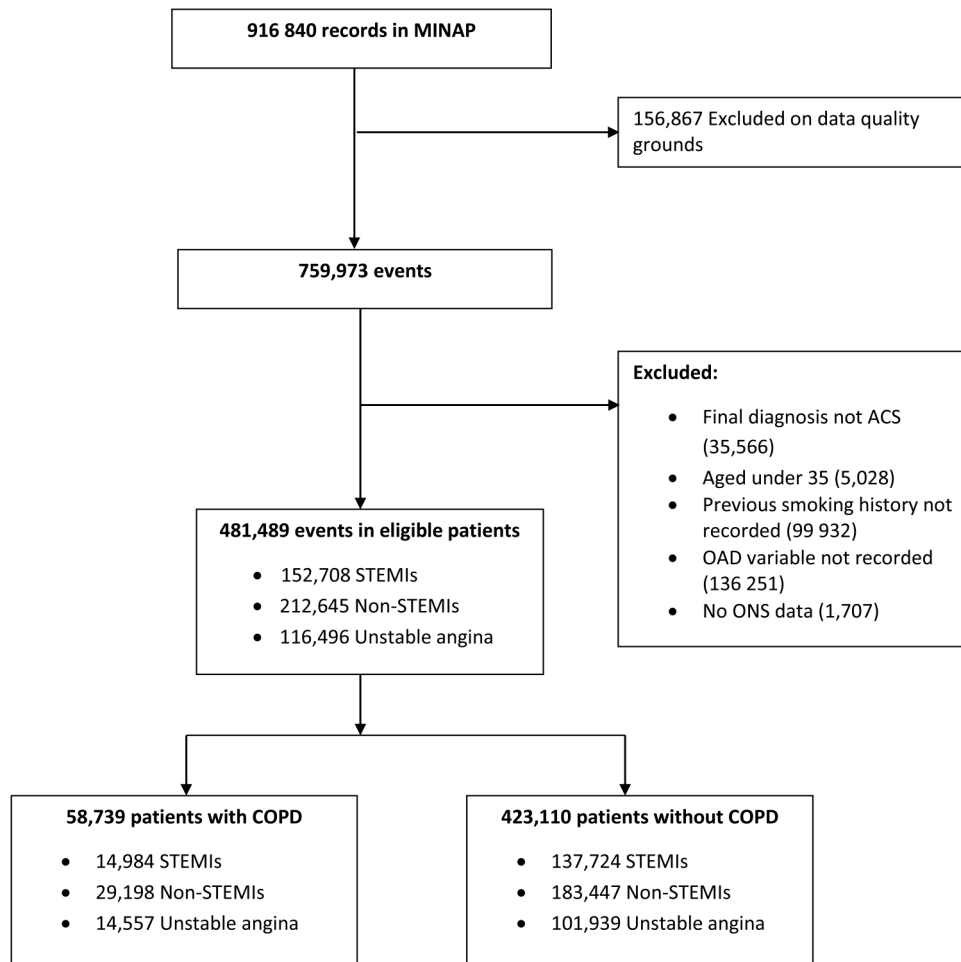 916 840 records in MINAP
156,867 Excluded on data quality
grounds
759,973 events
Excluded:
• Final diagnosis not ACS
(35,566)
• Aged under 35 (5,028)
• Previous smoking history not
recorded (99 932)
• OAD variable not recorded
(136 251)
• No ONS data (1,707)
481,489 events in eligible patients
• 152,708 STEMIs
• 212,645 Non-STEMIs
• 116,496 Unstable angina
58,739 patients with COPD
• 14,984 STEMIs
• 29,198 Non-STEMIs
• 14,557 Unstable angina
423,110 patients without COPD
• 137,724 STEMIs
• 183,447 Non-STEMIs
• 101,939 Unstable angina